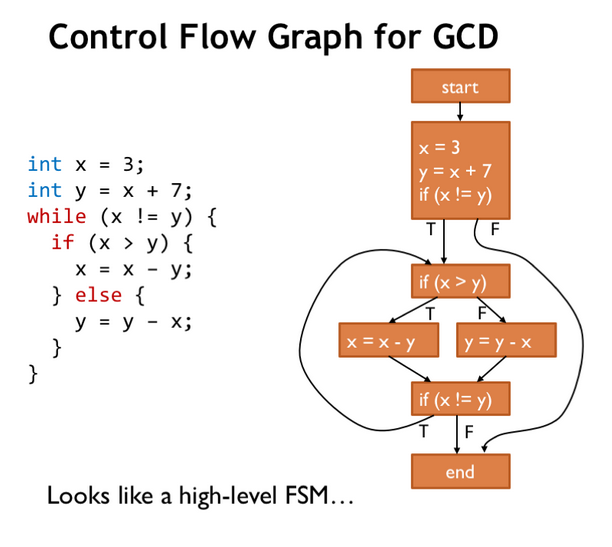 Control Flow Graph for GCD
int x = 3;
int y = x + 7;
while (x != y) {
if (x > y) {
x = x - y;
} else {
y = y - x;
}
}
start
x = 3
y = x + 7
if (x != y)
T F
if (x > y)
T F
x = x - y y = y - x
if (x != y)
T F
end
Looks like a high-level FSM…